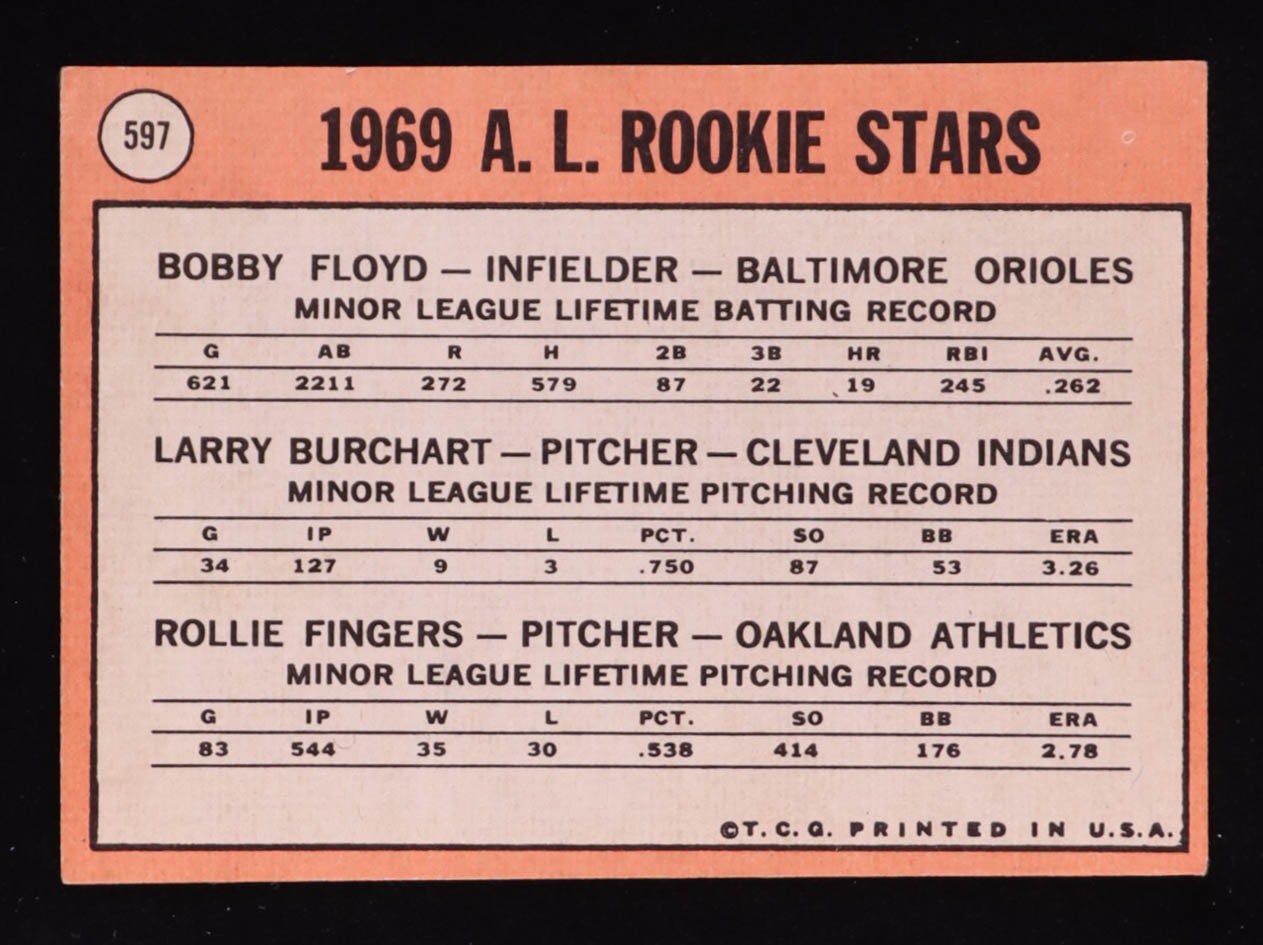 597
1969 A. L. ROOKIE STARS
BOBBY FLOYD — INFIELDER — BALTIMORE ORIOLES
MINOR LEAGUE LIFETIME BATTING RECORD
G AB R H 2B 3B HR RBI AVG.
621 2211 272 579 87 22 19 245 .262
LARRY BURCHART — PITCHER — CLEVELAND INDIANS
MINOR LEAGUE LIFETIME PITCHING RECORD
G IP W L PCT. SO BB ERA
34 127 9 3 .750 87 53 3.26
ROLLIE FINGERS — PITCHER — OAKLAND ATHLETICS
MINOR LEAGUE LIFETIME PITCHING RECORD
G IP W L PCT. SO BB ERA
83 544 35 30 .538 414 176 2.78
©T.C.G. PRINTED IN U.S.A.